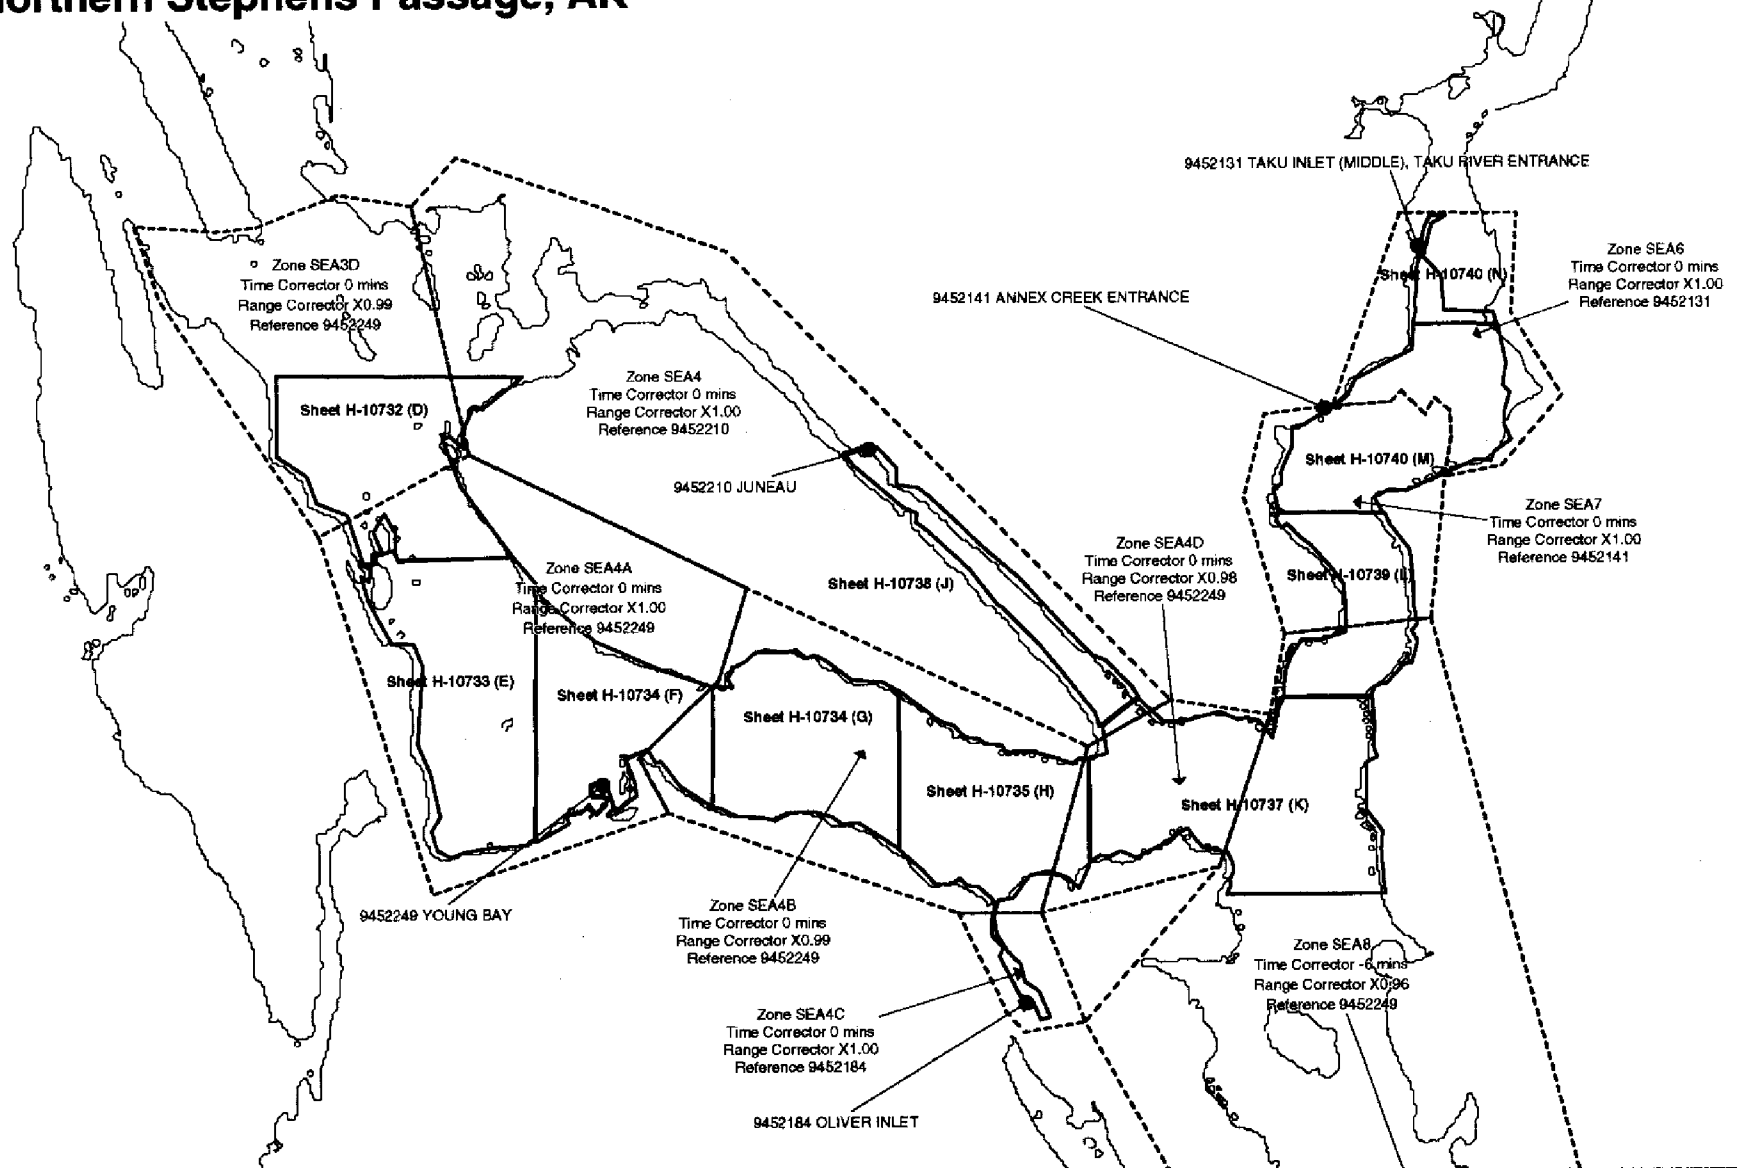 Northern Stephens Passage, AK
9452131 TAKU INLET (MIDDLE), TAKU RIVER ENTRANCE
Zone SEA3D
Time Corrector 0 mins
Range Corrector X0.99
Reference 9452249
Sheet H-10740 (N)
Zone SEA6
Time Corrector 0 mins
Range Corrector X1.00
Reference 9452131
9452141 ANNEX CREEK ENTRANCE
Sheet H-10732 (D)
Zone SEA4
Time Corrector 0 mins
Range Corrector X1.00
Reference 9452210
9452210 JUNEAU
Sheet H-10740 (M)
Zone SEA7
Time Corrector 0 mins
Range Corrector X1.00
Reference 9452141
Zone SEA4D
Time Corrector 0 mins
Range Corrector X0.98
Reference 9452249
Zone SEA4A
Time Corrector 0 mins
Range Corrector X1.00
Reference 9452249
Sheet H-10738 (J)
Sheet H-10739 (L)
Sheet H-10733 (E)
Sheet H-10734 (F)
Sheet H-10734 (G)
Sheet H-10735 (H)
Sheet H-10737 (K)
9452249 YOUNG BAY
Zone SEA4B
Time Corrector 0 mins
Range Corrector X0.99
Reference 9452249
Zone SEA8
Time Corrector -6 mins
Range Corrector X0.96
Reference 9452249
Zone SEA4C
Time Corrector 0 mins
Range Corrector X1.00
Reference 9452184
9452184 OLIVER INLET